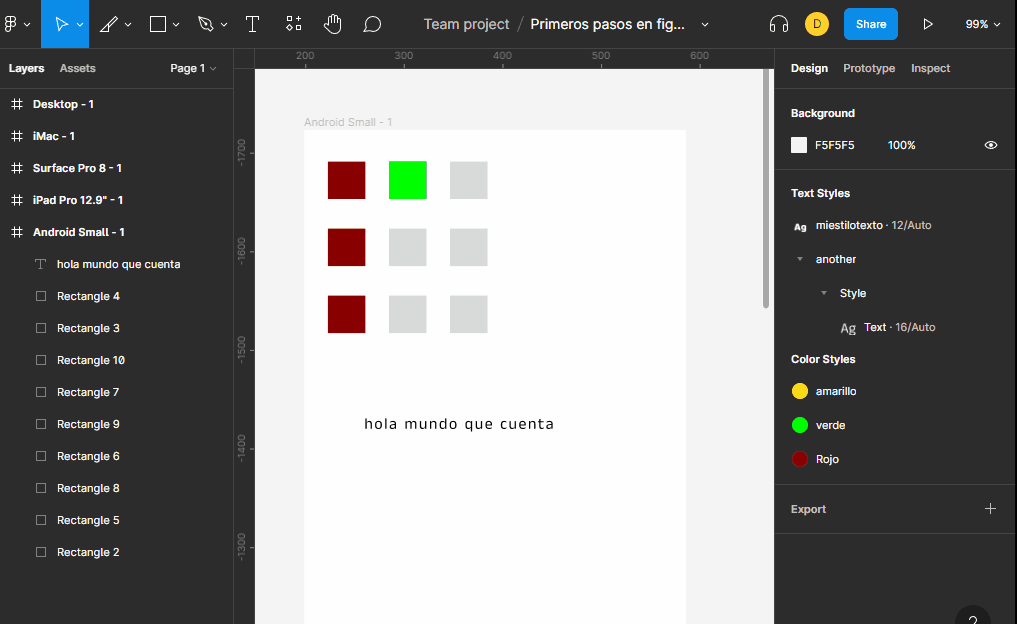 Team project / Primeros pasos en fig...
D
Share
99%
Layers
Assets
Page 1
Desktop - 1
iMac - 1
Surface Pro 8 - 1
iPad Pro 12.9" - 1
Android Small - 1
hola mundo que cuenta
Rectangle 4
Rectangle 3
Rectangle 10
Rectangle 7
Rectangle 9
Rectangle 6
Rectangle 8
Rectangle 5
Rectangle 2
200 300 400 500 600
-1700
-1600
-1500
-1400
-1300
Android Small - 1
hola mundo que cuenta
Design
Prototype
Inspect
Background
F5F5F5 100%
Text Styles
Ag miestilotexto · 12/Auto
another
Style
Ag Text · 16/Auto
Color Styles
amarillo
verde
Rojo
Export
?